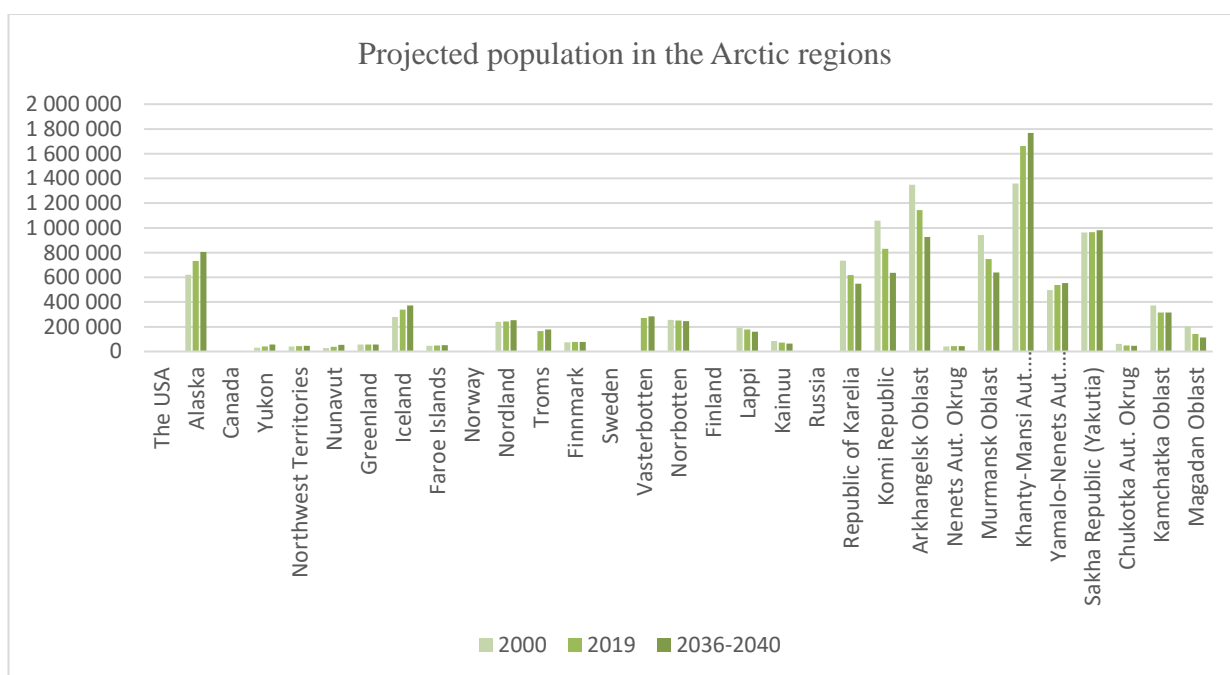 Projected population in the Arctic regions
2 000 000
1 800 000
1 600 000
1 400 000
1 200 000
1 000 000
800 000
600 000
400 000
200 000
0
The USA
Alaska
Canada
Yukon
Northwest Territories
Nunavut
Greenland
Iceland
Faroe Islands
Norway
Nordland
Troms
Finnmark
Sweden
Vasterbotten
Norrbotten
Finland
Lappi
Kainuu
Russia
Republic of Karelia
Komi Republic
Arkhangelsk Oblast
Nenets Aut. Okrug
Murmansk Oblast
Khanty-Mansi Aut.…
Yamalo-Nenets Aut.…
Sakha Republic (Yakutia)
Chukotka Aut. Okrug
Kamchatka Oblast
Magadan Oblast
2000 2019 2036-2040